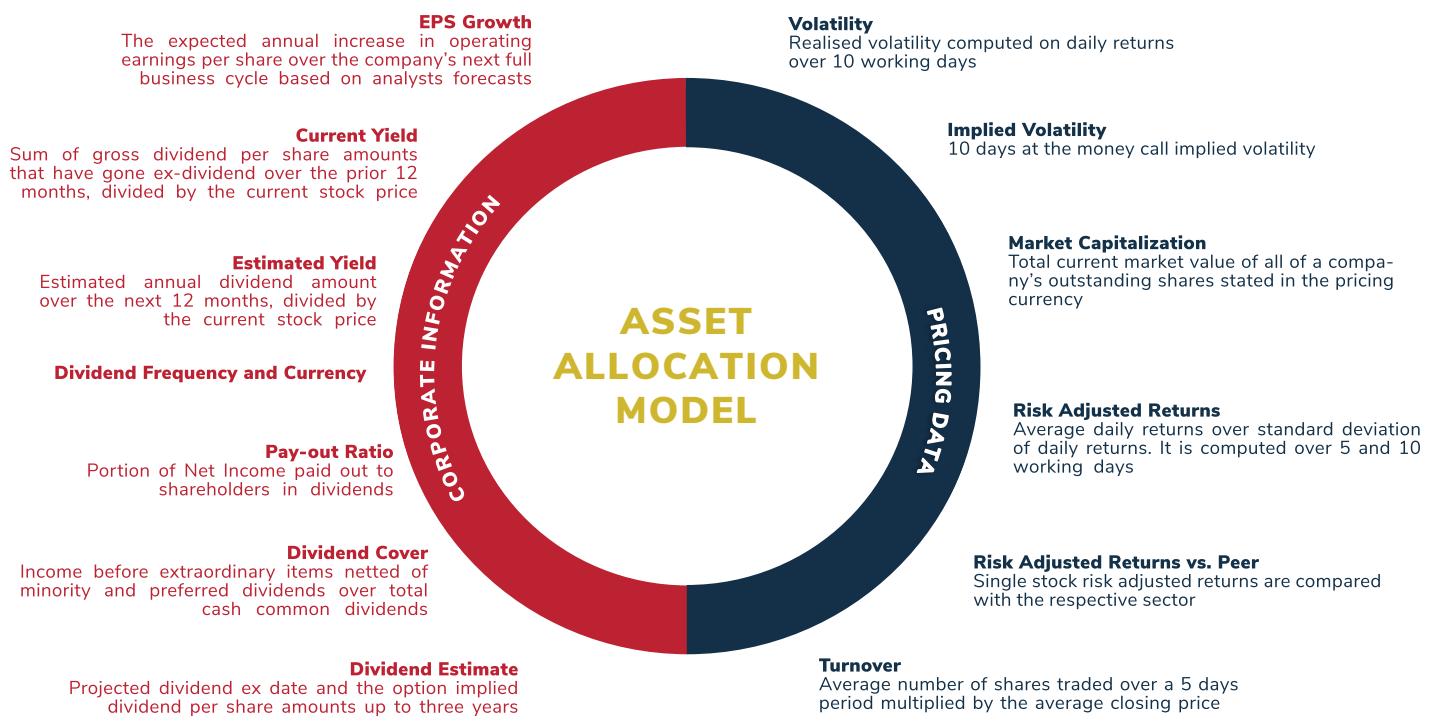 EPS Growth
The expected annual increase in operating
earnings per share over the company's next full
business cycle based on analysts forecasts
Current Yield
Sum of gross dividend per share amounts
that have gone ex-dividend over the prior 12
months, divided by the current stock price
Estimated Yield
Estimated annual dividend amount
over the next 12 months, divided by
the current stock price
Dividend Frequency and Currency
Pay-out Ratio
Portion of Net Income paid out to
shareholders in dividends
Dividend Cover
Income before extraordinary items netted of
minority and preferred dividends over total
cash common dividends
Dividend Estimate
Projected dividend ex date and the option implied
dividend per share amounts up to three years
CORPORATE INFORMATION
ASSET
ALLOCATION
MODEL
PRICING DATA
Volatility
Realised volatility computed on daily returns
over 10 working days
Implied Volatility
10 days at the money call implied volatility
Market Capitalization
Total current market value of all of a compa-
ny's outstanding shares stated in the pricing
currency
Risk Adjusted Returns
Average daily returns over standard deviation
of daily returns. It is computed over 5 and 10
working days
Risk Adjusted Returns vs. Peer
Single stock risk adjusted returns are compared
with the respective sector
Turnover
Average number of shares traded over a 5 days
period multiplied by the average closing price